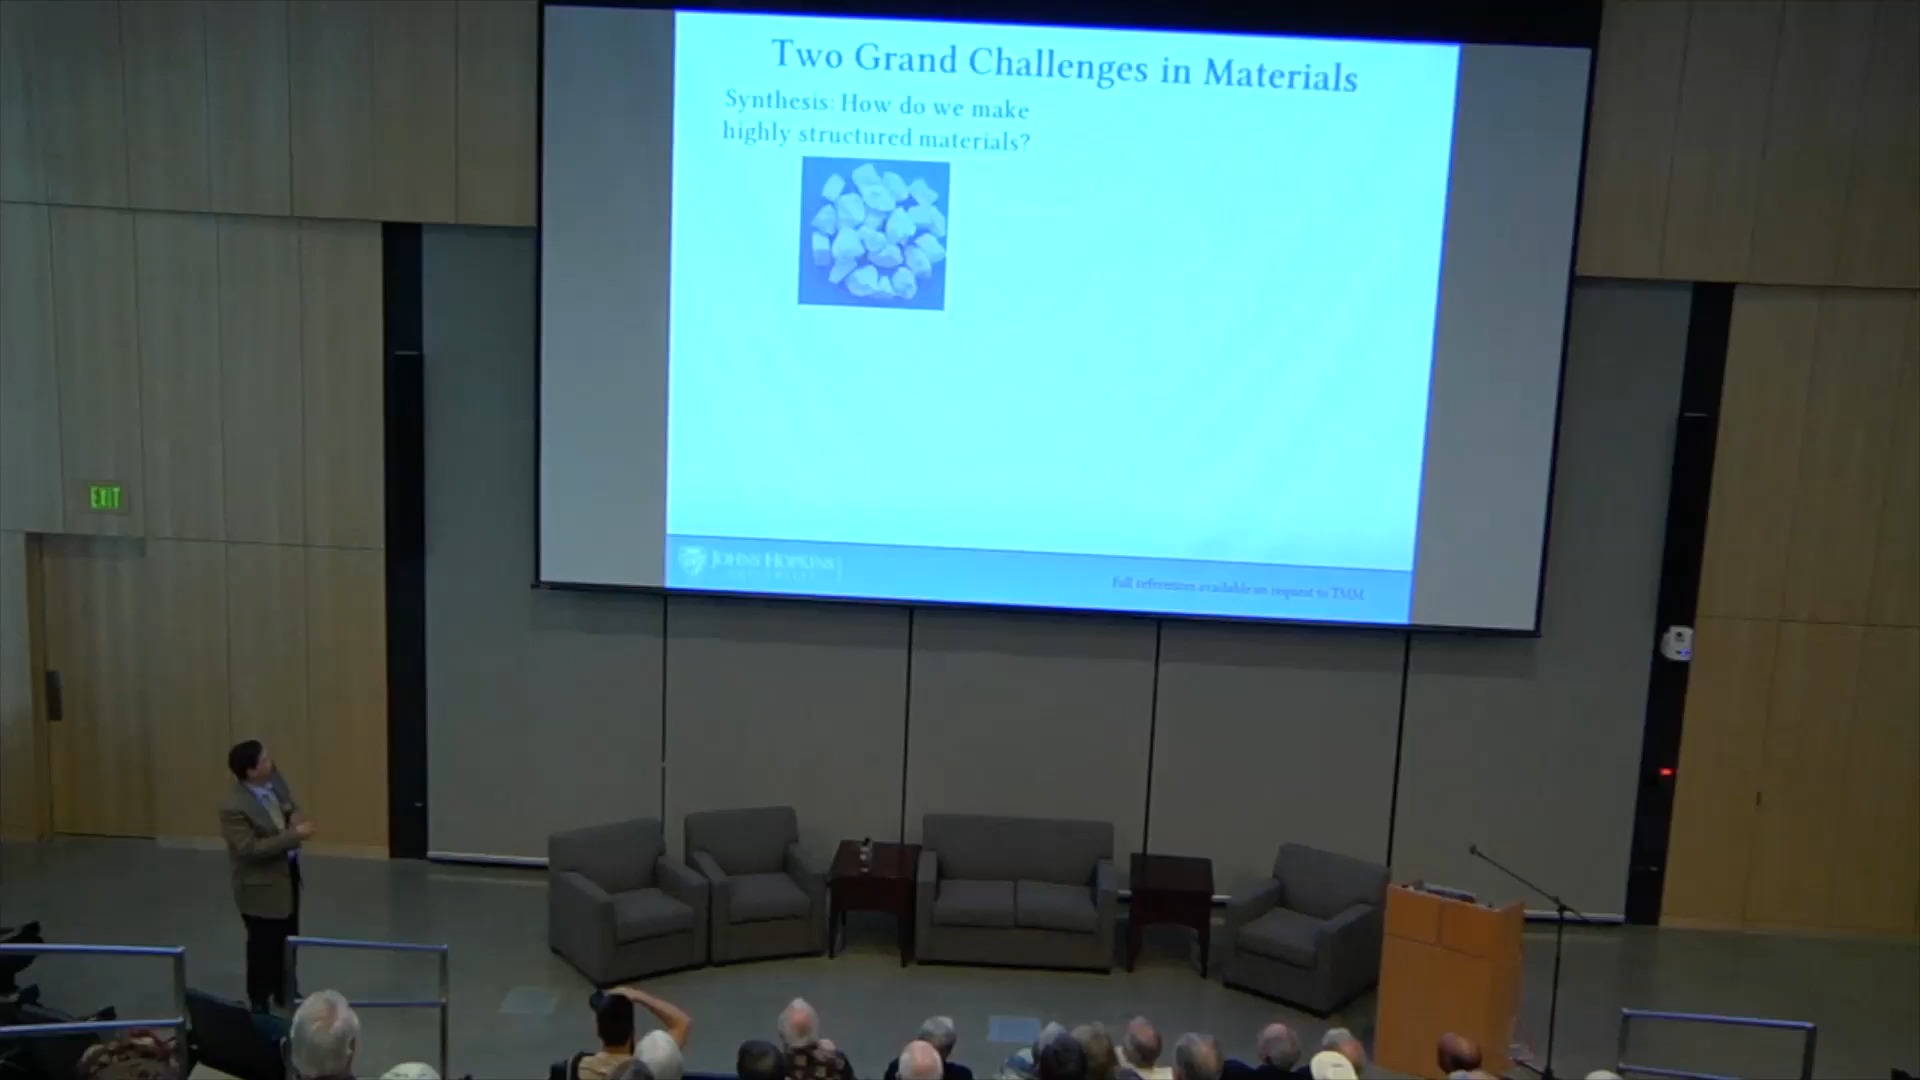 Two Grand Challenges in Materials
Synthesis: How do we make
highly structured materials?
EXIT
JOHNS HOPKINS
UNIVERSITY
Full references available on request to TMM